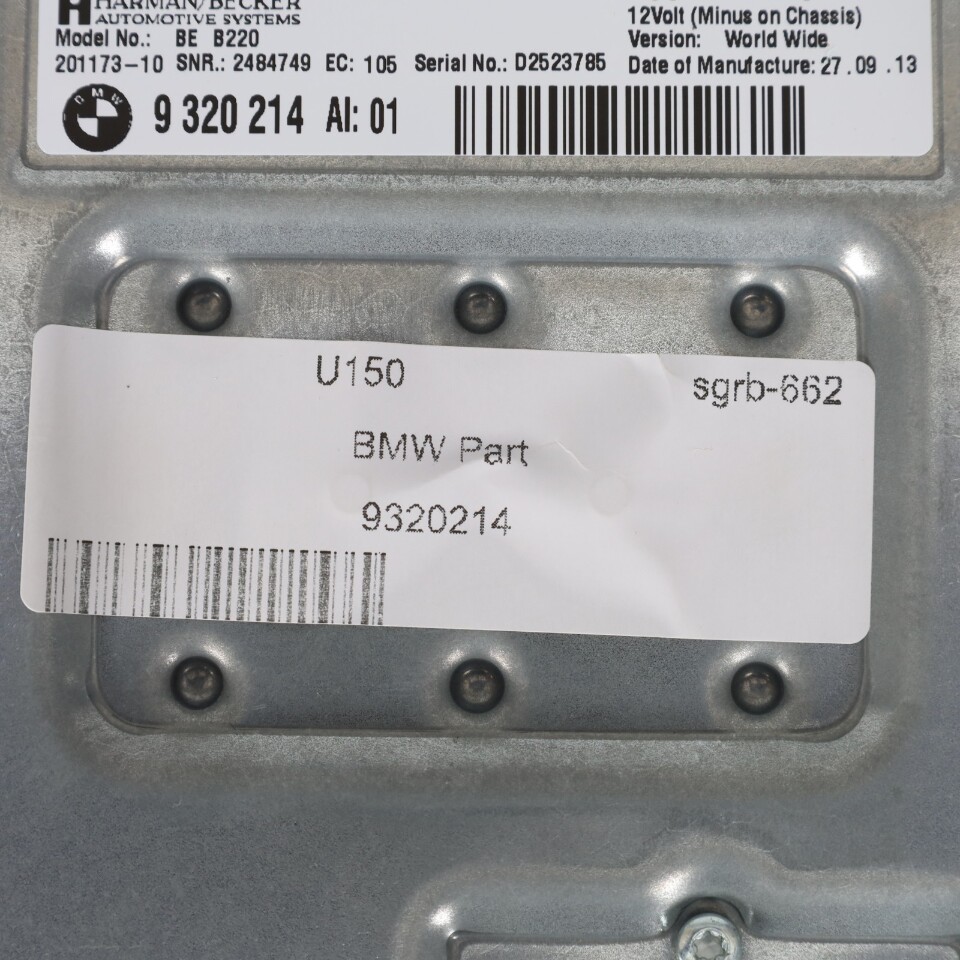 HARMAN/BECKER
AUTOMOTIVE SYSTEMS
12Volt (Minus on Chassis)
Model No.: BE B220
Version: World Wide
201173-10 SNR.: 2484749 EC: 105 Serial No.: D2523785 Date of Manufacture: 27.09.13
BMW 9 320 214 AI: 01
U150 sgrb-662
BMW Part
9320214